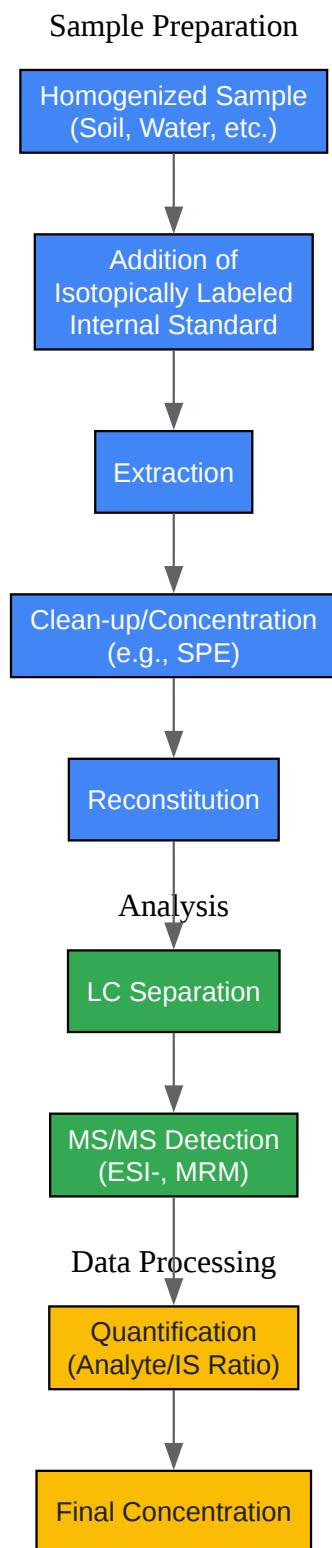 Sample Preparation
Homogenized Sample
(Soil, Water, etc.)
Addition of
Isotopically Labeled
Internal Standard
Extraction
Clean-up/Concentration
(e.g., SPE)
Reconstitution
Analysis
LC Separation
MS/MS Detection
(ESI-, MRM)
Data Processing
Quantification
(Analyte/IS Ratio)
Final Concentration